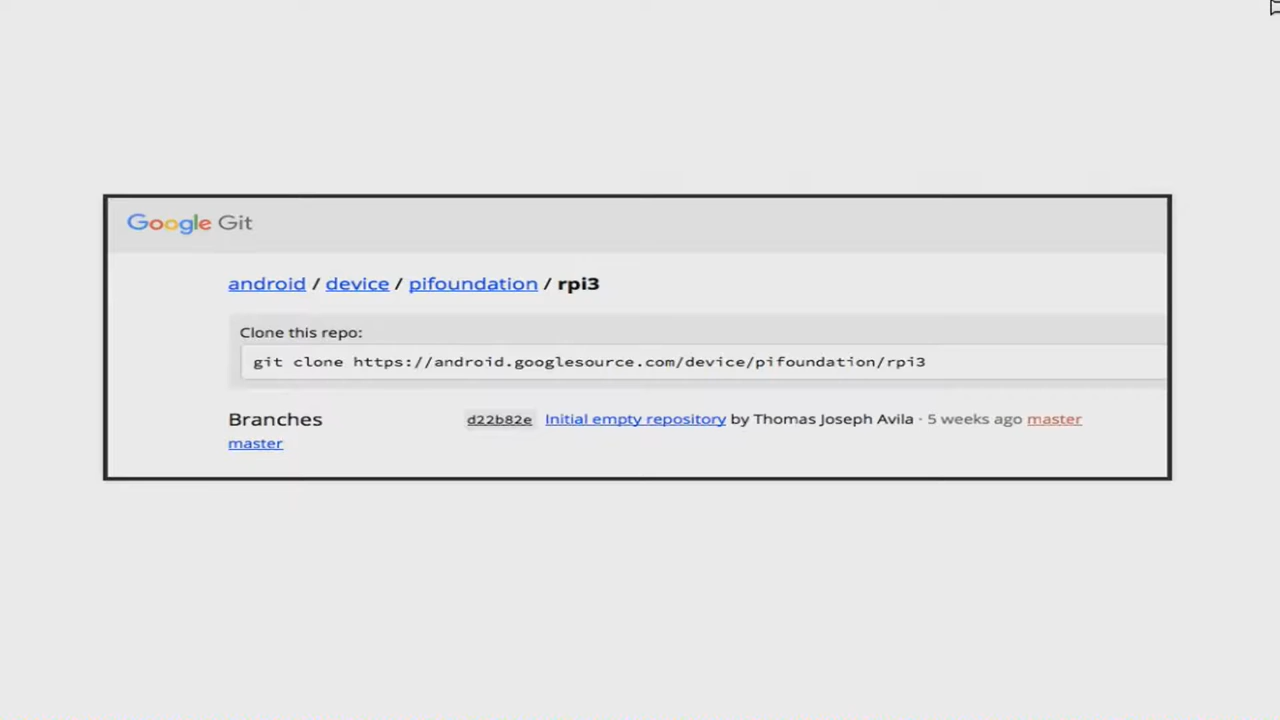 Google Git
android / device / pifoundation / rpi3
Clone this repo:
git clone https://android.googlesource.com/device/pifoundation/rpi3
Branches
master
d22b82e Initial empty repository by Thomas Joseph Avila · 5 weeks ago master